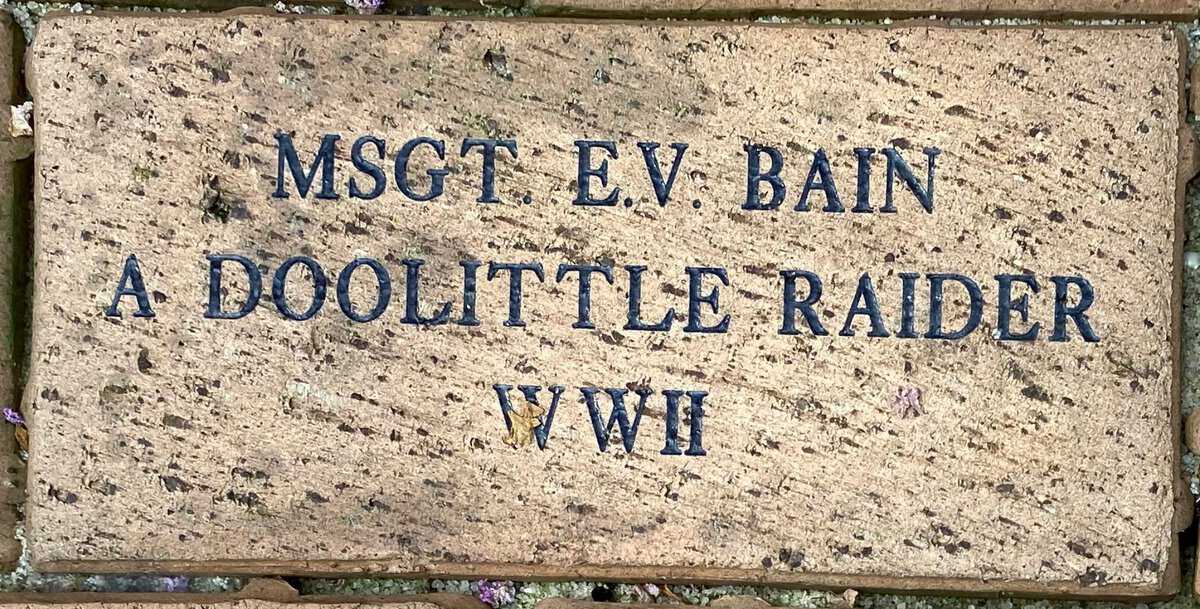 MSGT. E.V. BAIN
A DOOLITTLE RAIDER
WWII